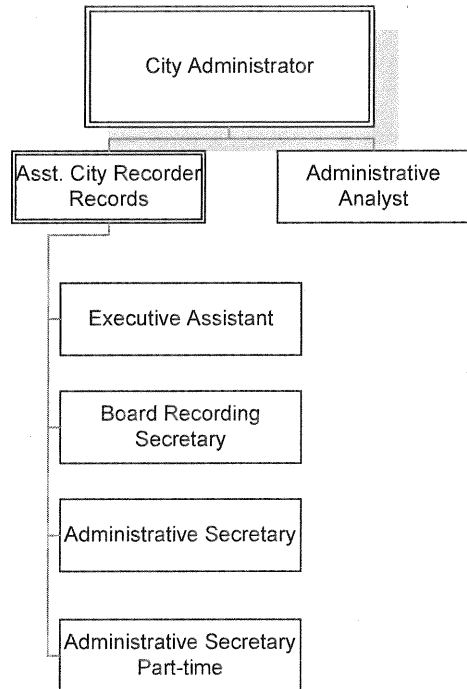 City Administrator
Asst. City Recorder
Records
Administrative
Analyst
Executive Assistant
Board Recording
Secretary
Administrative Secretary
Administrative Secretary
Part-time